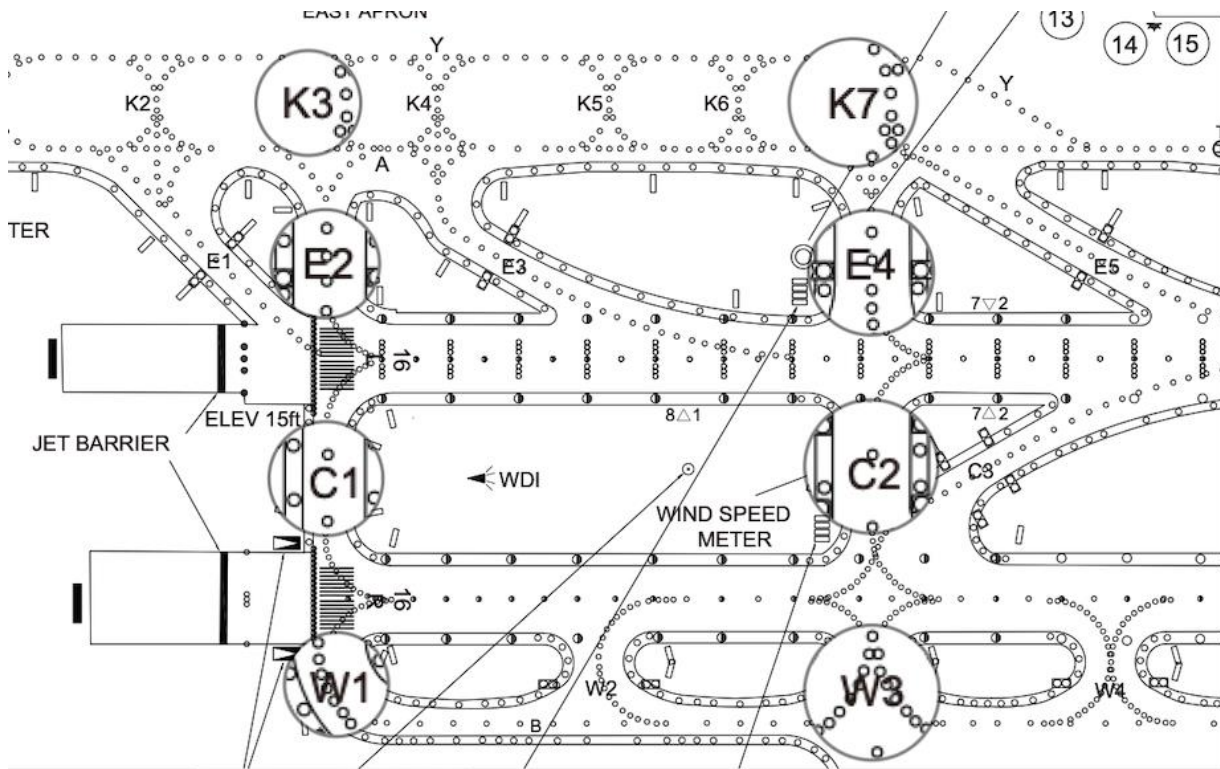 EAST APRON
13
14
15
Y
Y
K2
K3
K4
K5
K6
K7
A
TER
E1
E2
E3
E4
E5
7▽2
16
L
ELEV 15ft
8△1
7△2
JET BARRIER
C1
WDI
C2
C3
WIND SPEED
METER
16
R
W1
W2
W3
W4
B